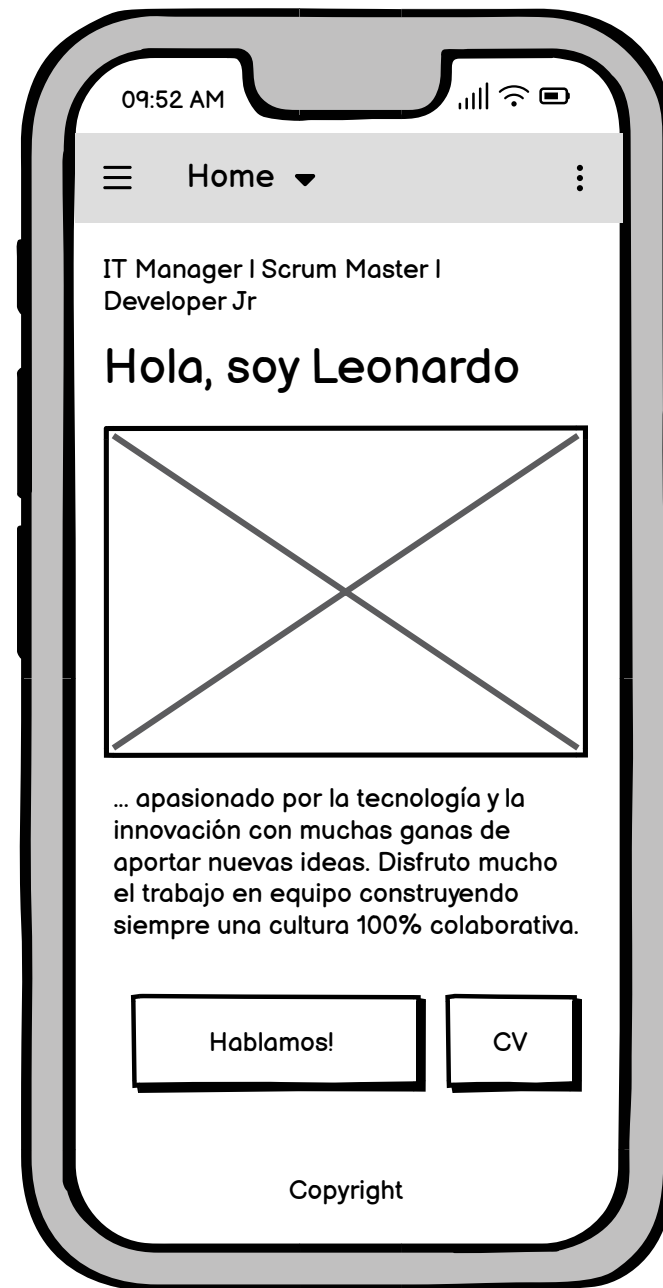 09:52 AM
Home
IT Manager | Scrum Master |
Developer Jr
Hola, soy Leonardo
... apasionado por la tecnología y la
innovación con muchas ganas de
aportar nuevas ideas. Disfruto mucho
el trabajo en equipo construyendo
siempre una cultura 100% colaborativa.
Hablamos!
CV
Copyright